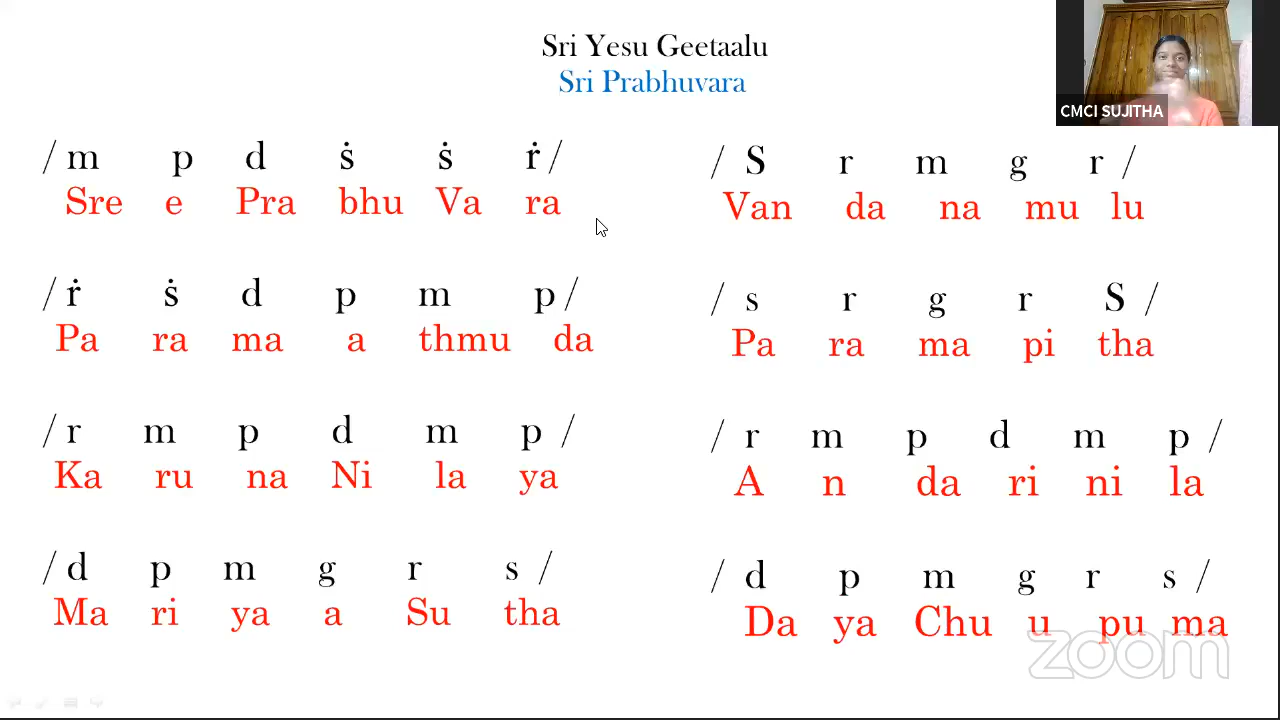 Sri Yesu Geetaalu
Sri Prabhuvara
CMCI SUJITHA
/ m p d ṡ ṡ ṙ /
Sre e Pra bhu Va ra
/ ṙ ṡ d p m p /
Pa ra ma a thmu da
/ r m p d m p /
Ka ru na Ni la ya
/ d p m g r s /
Ma ri ya a Su tha
/ S r m g r /
Van da na mu lu
/ s r g r S /
Pa ra ma pi tha
/ r m p d m p /
A n da ri ni la
/ d p m g r s /
Da ya Chu u pu ma
zoom